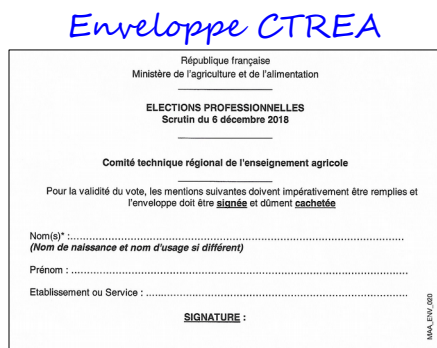 Enveloppe CTREA
République française
Ministère de l'agriculture et de l'alimentation
ELECTIONS PROFESSIONNELLES
Scrutin du 6 décembre 2018
Comité technique régional de l'enseignement agricole
Pour la validité du vote, les mentions suivantes doivent impérativement être remplies et
l'enveloppe doit être signée et dûment cachetée
Nom(s)* :
(Nom de naissance et nom d'usage si différent)
Prénom :
Etablissement ou Service :
SIGNATURE :
MAA_ENV_020